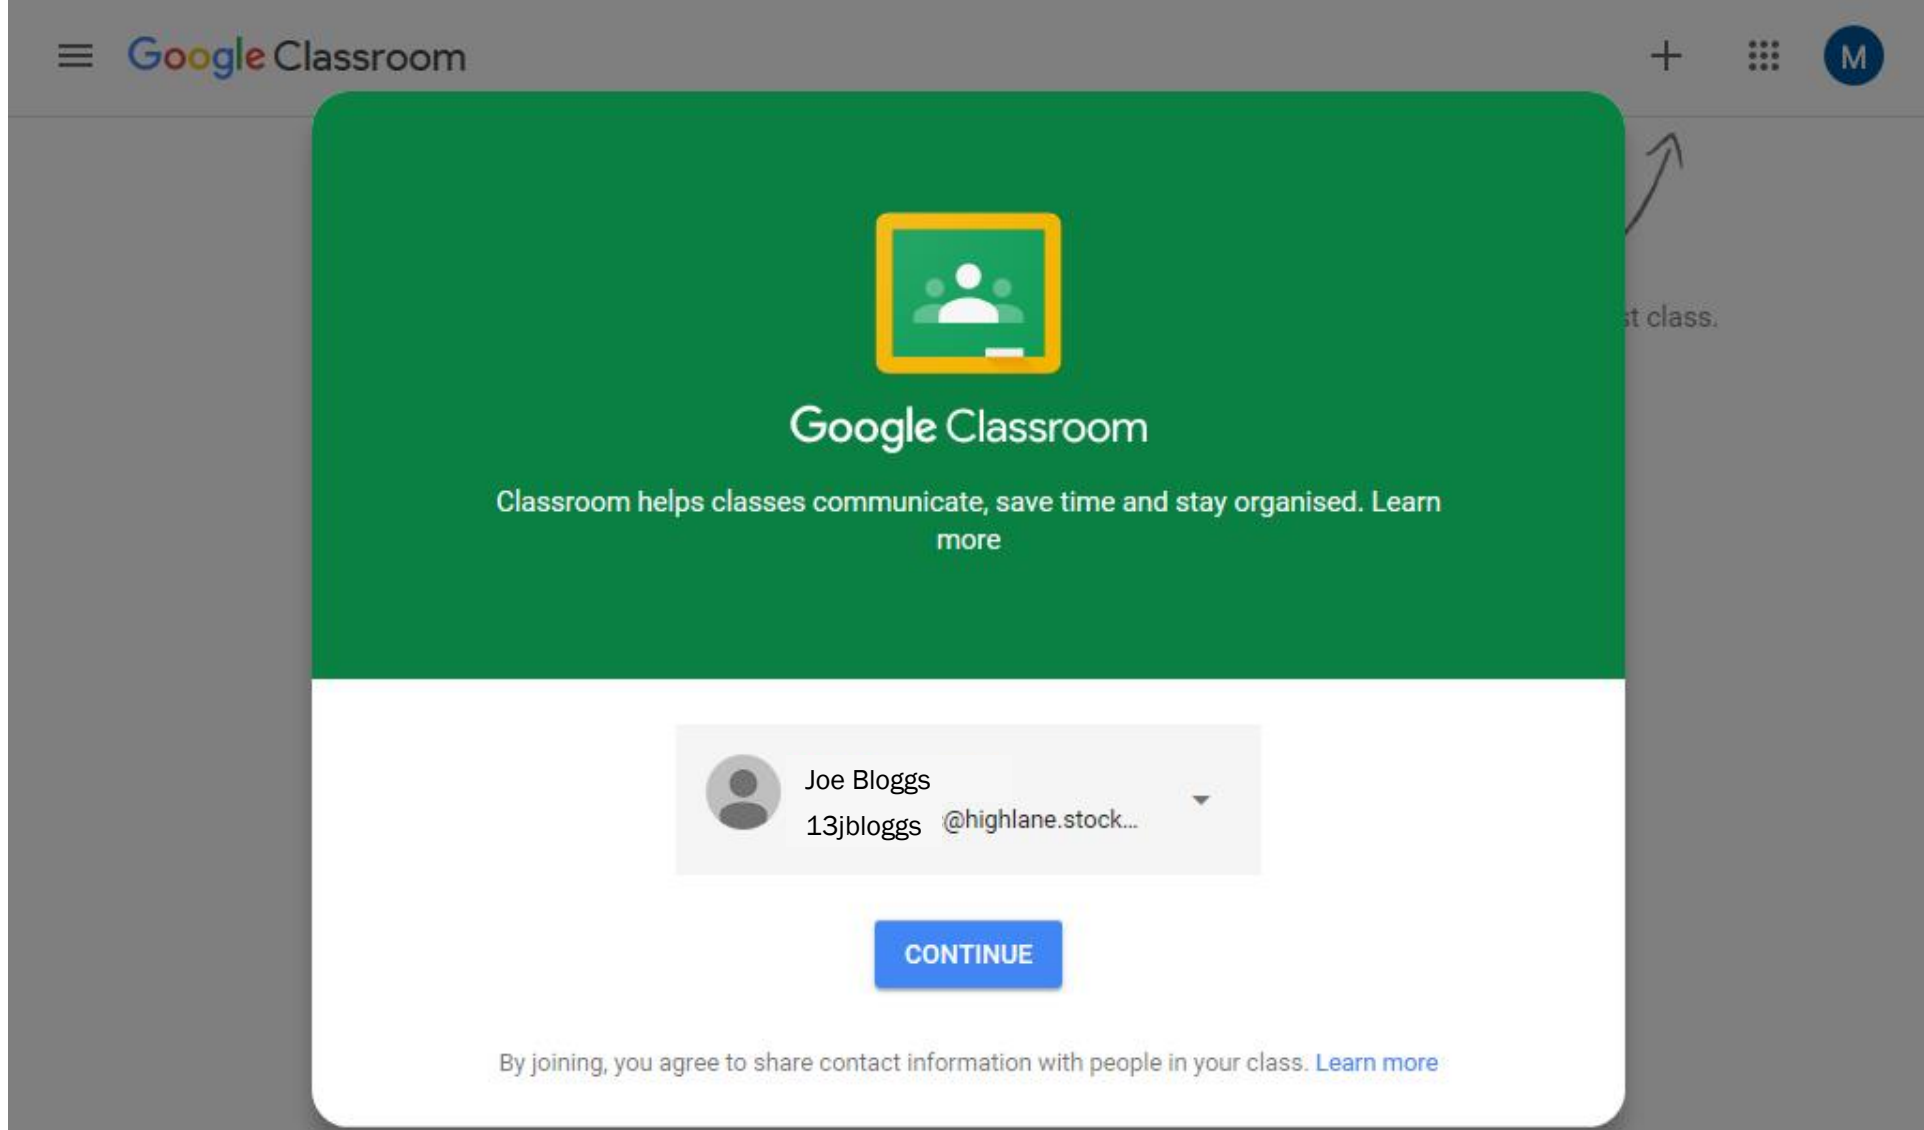 Google Classroom
M
st class.
Google Classroom
Classroom helps classes communicate, save time and stay organised. Learn
more
Joe Bloggs
13jbloggs @highlane.stock...
CONTINUE
By joining, you agree to share contact information with people in your class. Learn more